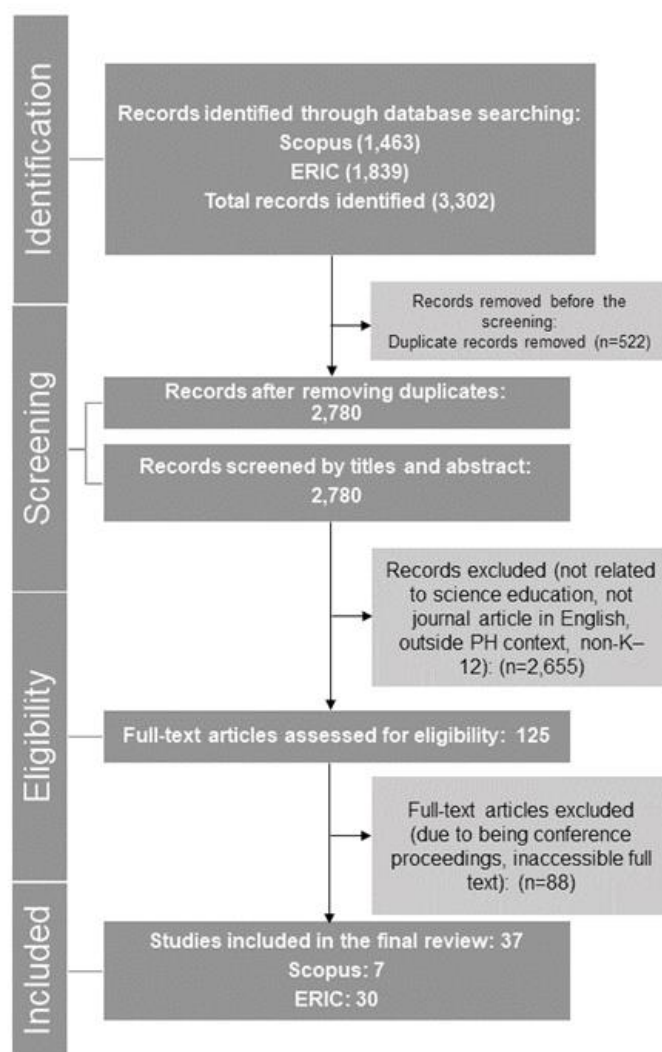 Identification
Records identified through database searching:
Scopus (1,463)
ERIC (1,839)
Total records identified (3,302)
Records removed before the
screening:
Duplicate records removed (n=522)
Screening
Records after removing duplicates:
2,780
Records screened by titles and abstract:
2,780
Records excluded (not related
to science education, not
journal article in English,
outside PH context, non-K–
12): (n=2,655)
Eligibility
Full-text articles assessed for eligibility: 125
Full-text articles excluded
(due to being conference
proceedings, inaccessible full
text): (n=88)
Included
Studies included in the final review: 37
Scopus: 7
ERIC: 30